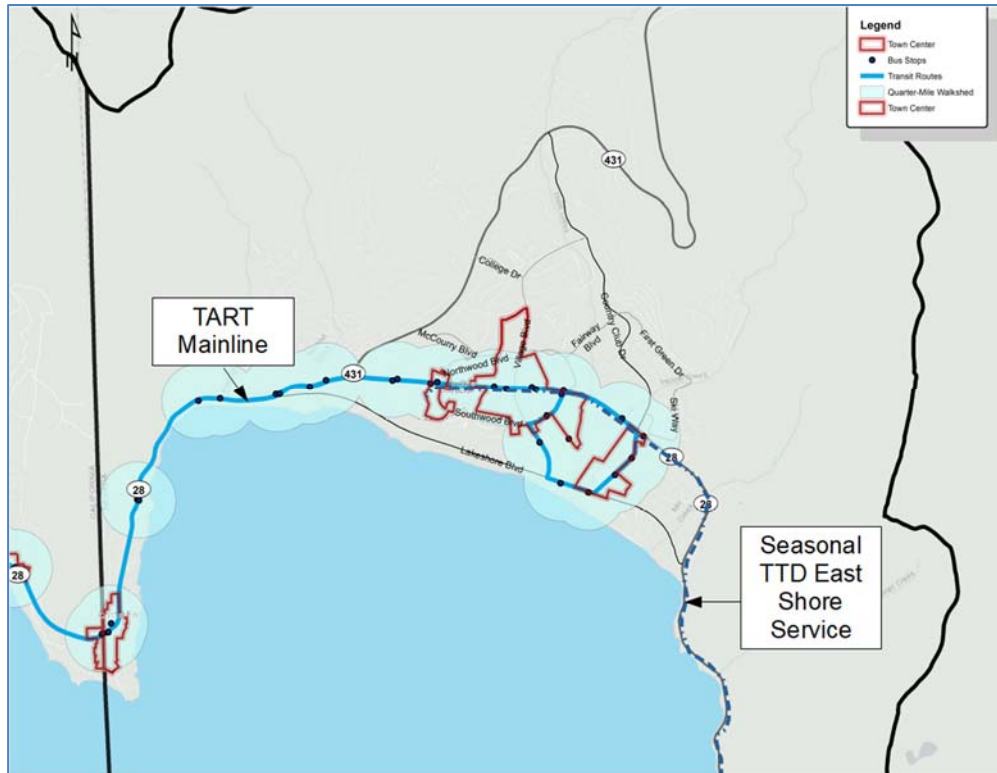 Legend
Town Center
Bus Stops
Transit Routes
Quarter-Mile Walkshed
Town Center
431
431
College Dr
Country Club Dr
First Green Dr
Fairway
Blvd
Village Blvd
McCourry Blvd
Northwood Blvd
TART
Mainline
Southwood Blvd
Ski Way
Lakeshore Blvd
28
28
28
28
Seasonal
TTD East
Shore
Service